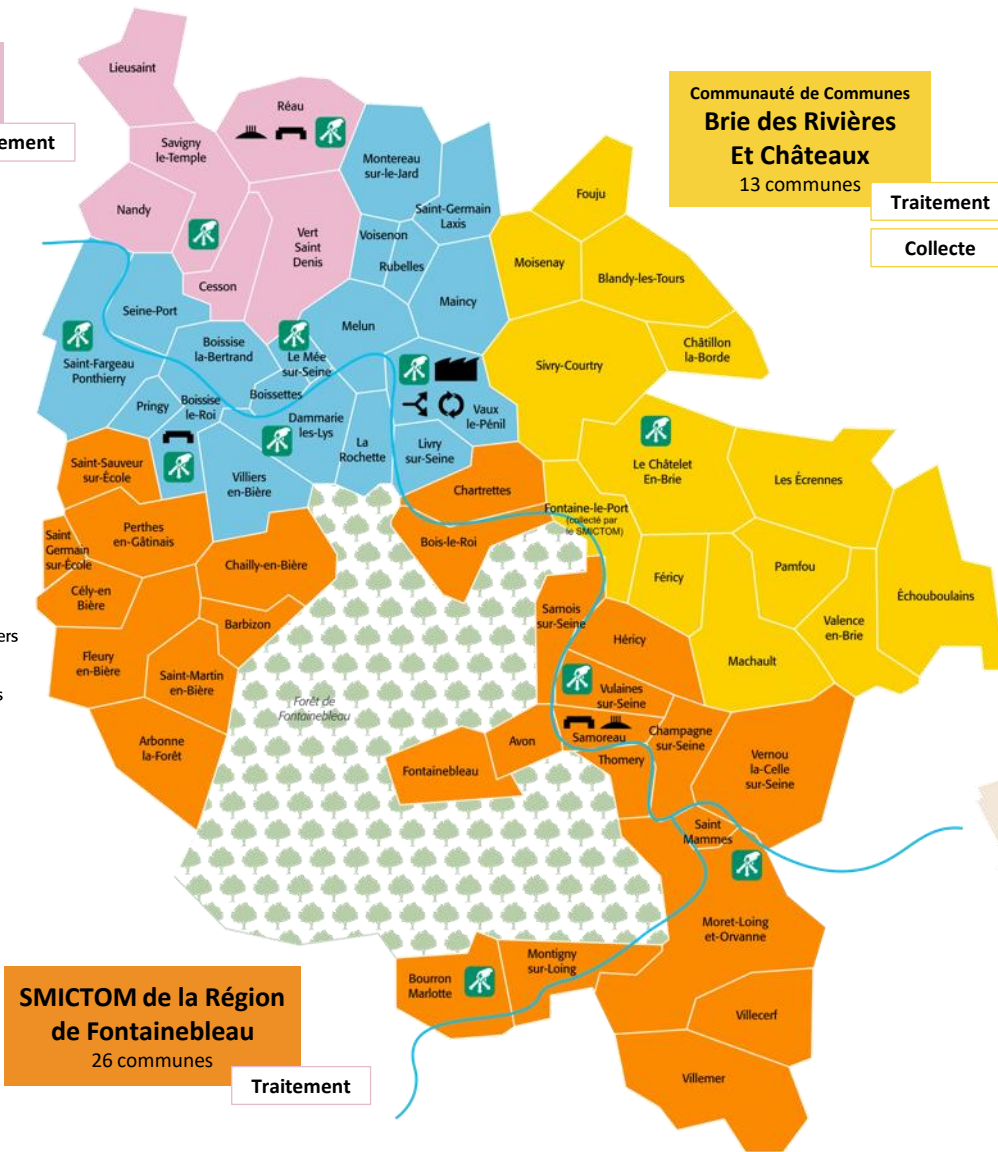 Lieusaint
Réau
Savigny
le-Temple
Nandy
Vert
Saint
Denis
Cesson
Montereau
sur-le-Jard
Saint-Germain
Laxis
Voisenon
Rubelles
Maincy
Melun
Seine-Port
Boissise
la-Bertrand
Le Mée
sur-Seine
Saint-Fargeau
Ponthierry
Pringy
Boissise
le-Roi
Boissettes
Dammarie
les-Lys
Villiers
en-Bière
La
Rochette
Livry
sur-Seine
Vaux
le-Pénil
ement
Communauté de Communes
Brie des Rivières
Et Châteaux
13 communes
Traitement
Collecte
Fouju
Moisenay
Blandy-les-Tours
Châtillon
la-Borde
Sivry-Courtry
Le Châtelet
En-Brie
Les Écrennes
Fontaine-le-Port
(collecté par
le SMICTOM)
Féricy
Pamfou
Valence
en-Brie
Échouboulains
Machault
Saint-Sauveur
sur-École
Perthes
en-Gâtinais
Saint
Germain
sur-École
Cély-en
Bière
Chailly-en-Bière
Barbizon
Fleury
en-Bière
Saint-Martin
en-Bière
Arbonne
la-Forêt
ers
s
Chartrettes
Bois-le-Roi
Forêt de
Fontainebleau
Samois
sur-Seine
Héricy
Vulaines
sur-Seine
Samoreau
Champagne
sur-Seine
Thomery
Avon
Fontainebleau
Vernou
la-Celle
sur-Seine
Saint
Mammes
Moret-Loing
et-Orvanne
Montigny
sur-Loing
Bourron
Marlotte
Villecerf
Villemer
SMICTOM de la Région
de Fontainebleau
26 communes
Traitement